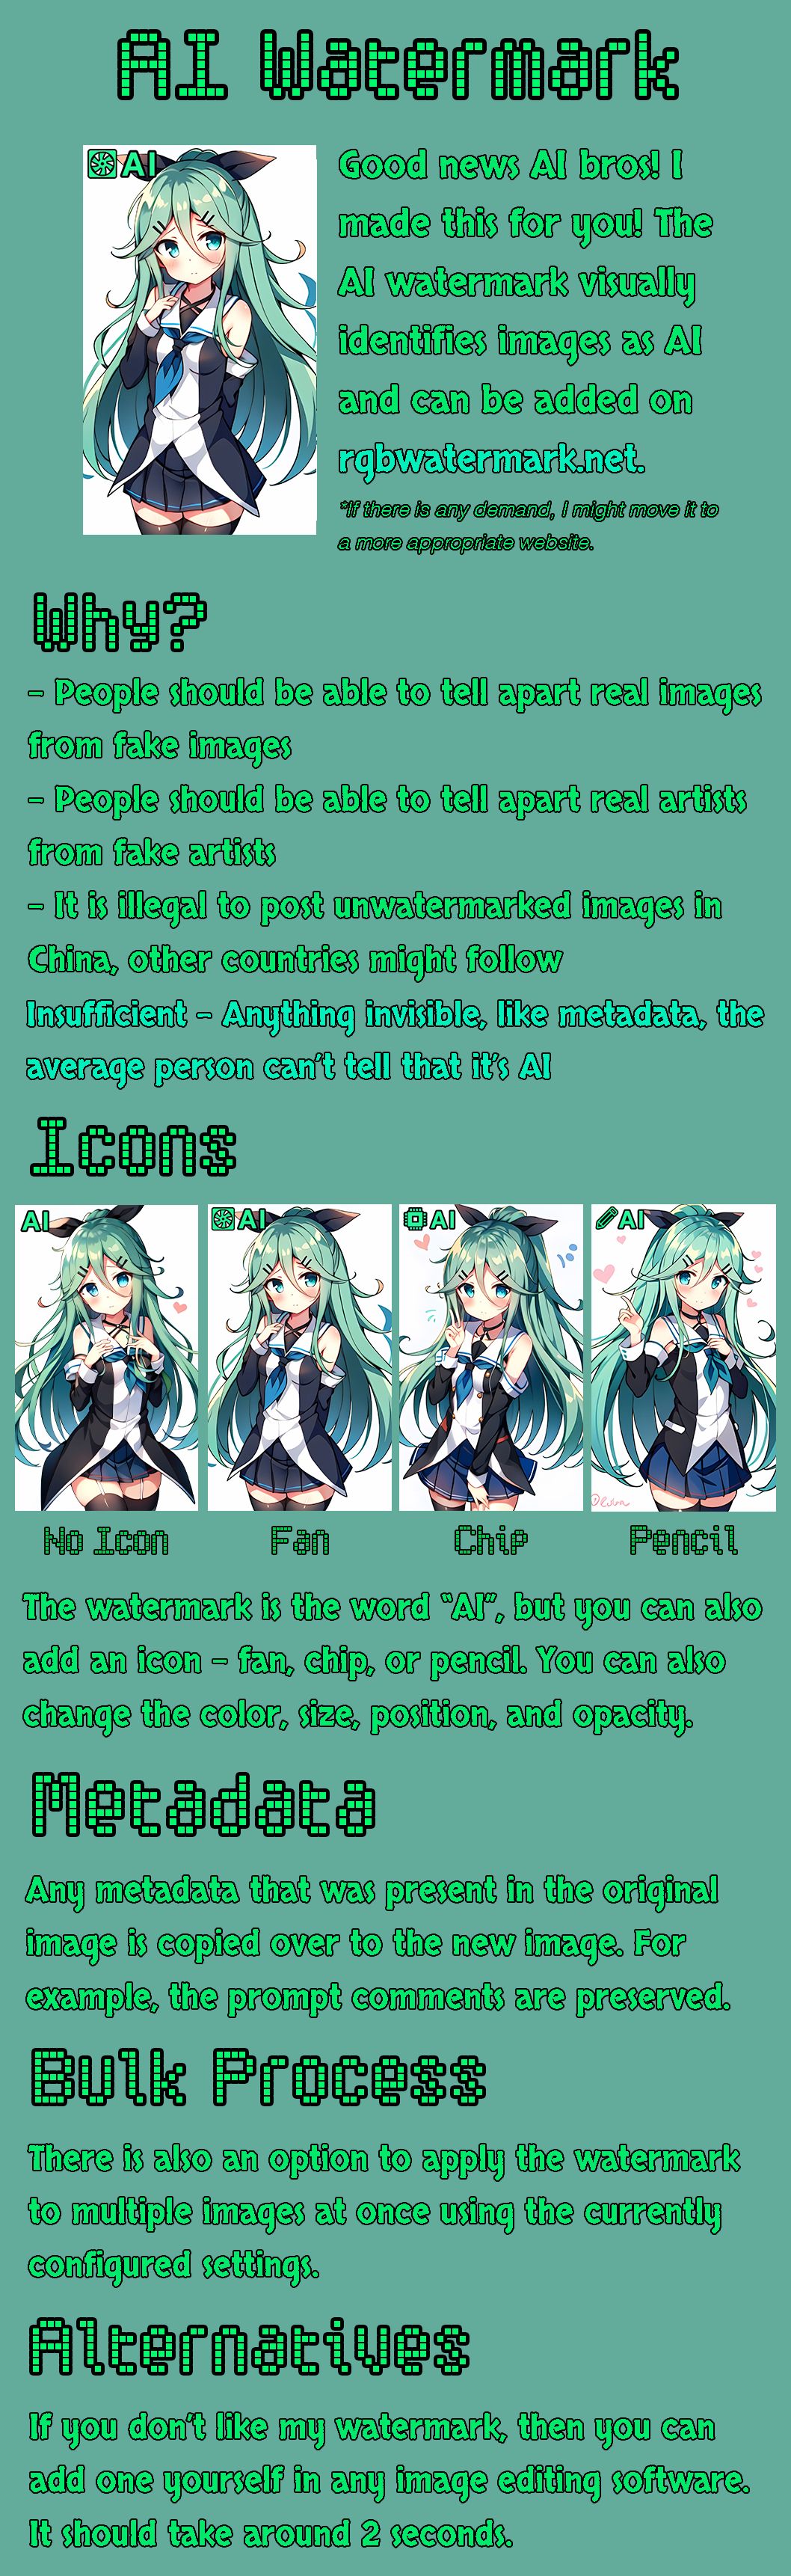 AI Watermark
AI
Good news AI bros! I
made this for you! The
AI watermark visually
identifies images as AI
and can be added on
rgbwatermark.net.
*If there is any demand, I might move it to
a more appropriate website.
Why?
- People should be able to tell apart real images
from fake images
- People should be able to tell apart real artists
from fake artists
- It is illegal to post unwatermarked images in
China, other countries might follow
Insufficient - Anything invisible, like metadata, the
average person can't tell that it's AI
Icons
AI
AI
AI
AI
No Icon
Fan
Chip
Pencil
The watermark is the word "AI", but you can also
add an icon - fan, chip, or pencil. You can also
change the color, size, position, and opacity.
Metadata
Any metadata that was present in the original
image is copied over to the new image. For
example, the prompt comments are preserved.
Bulk Process
There is also an option to apply the watermark
to multiple images at once using the currently
configured settings.
Alternatives
If you don't like my watermark, then you can
add one yourself in any image editing software.
It should take around 2 seconds.